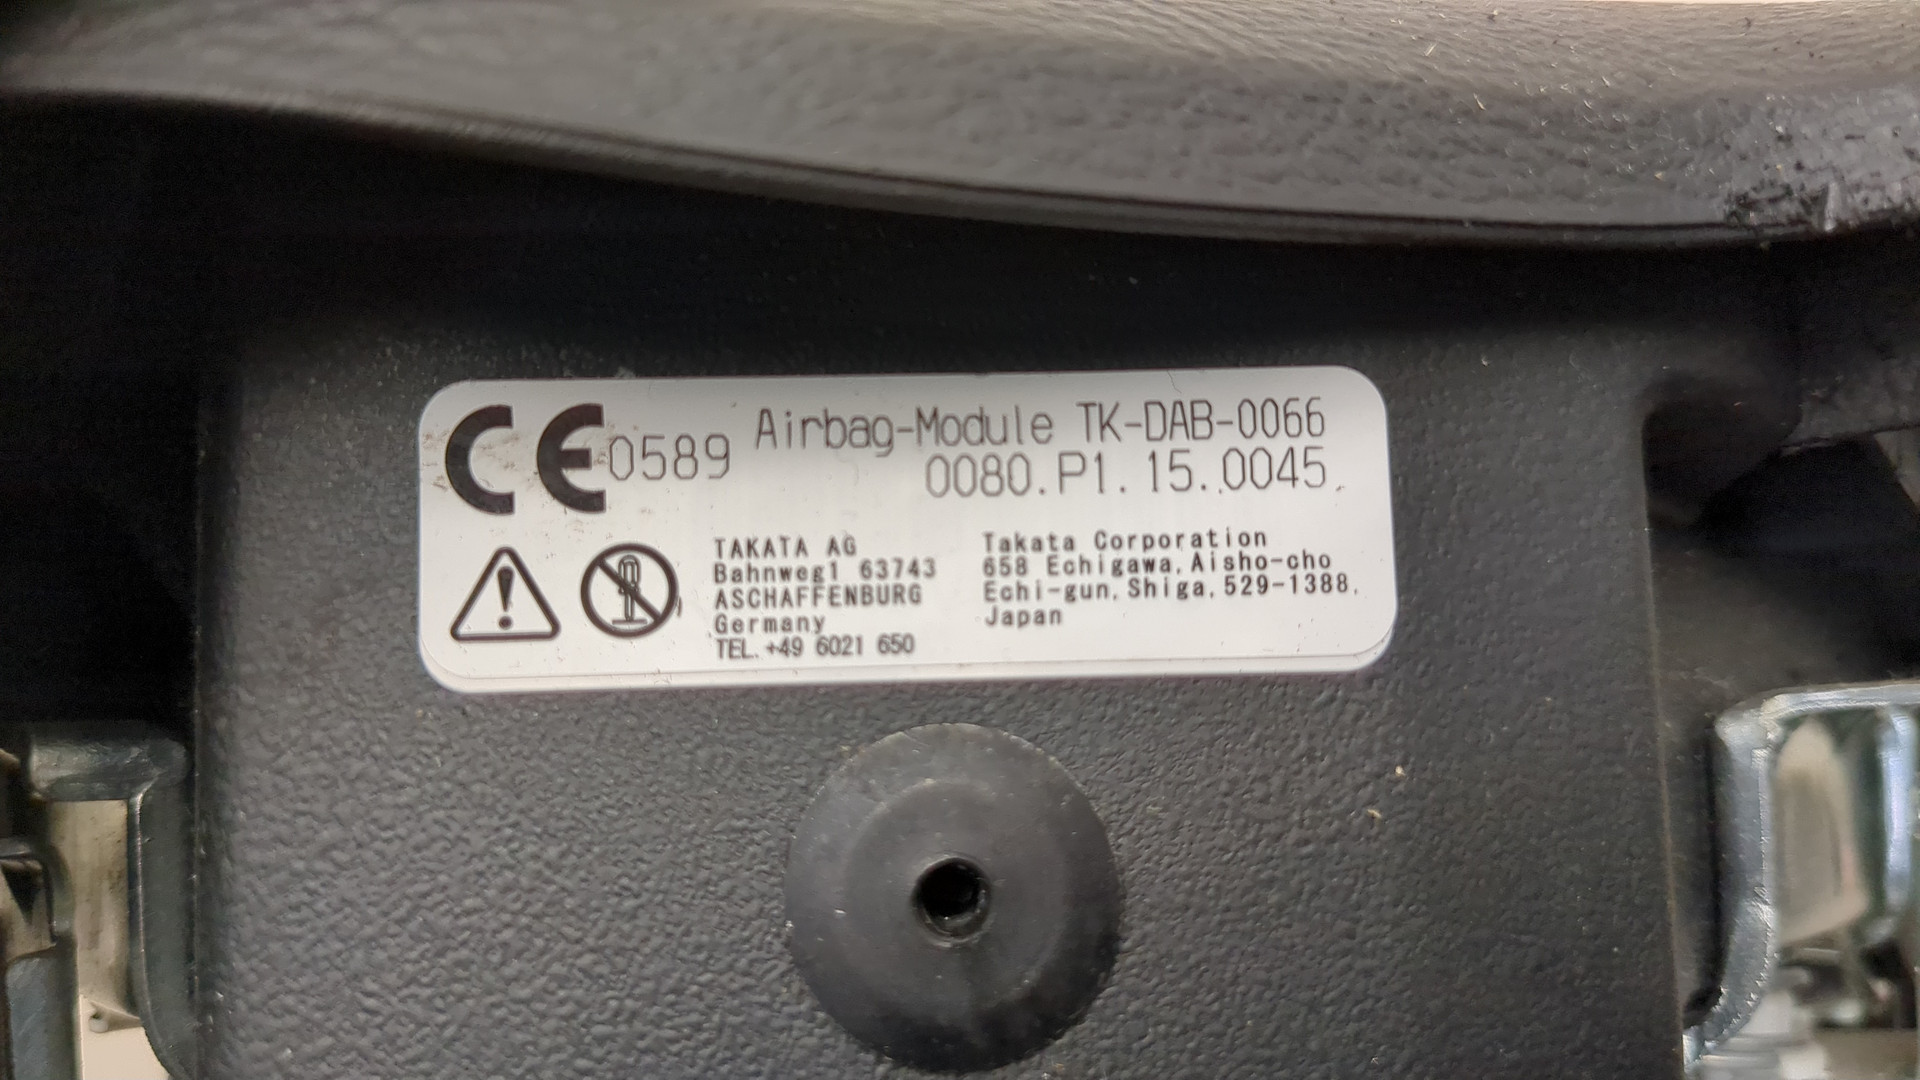 CE 0589 Airbag-Module TK-DAB-0066
0080.P1.15.0045
TAKATA AG
Bahnweg1 63743
ASCHAFFENBURG
Germany
TEL.+49 6021 650
Takata Corporation
658 Echigawa,Aisho-cho
Echi-gun,Shiga,529-1388,
Japan